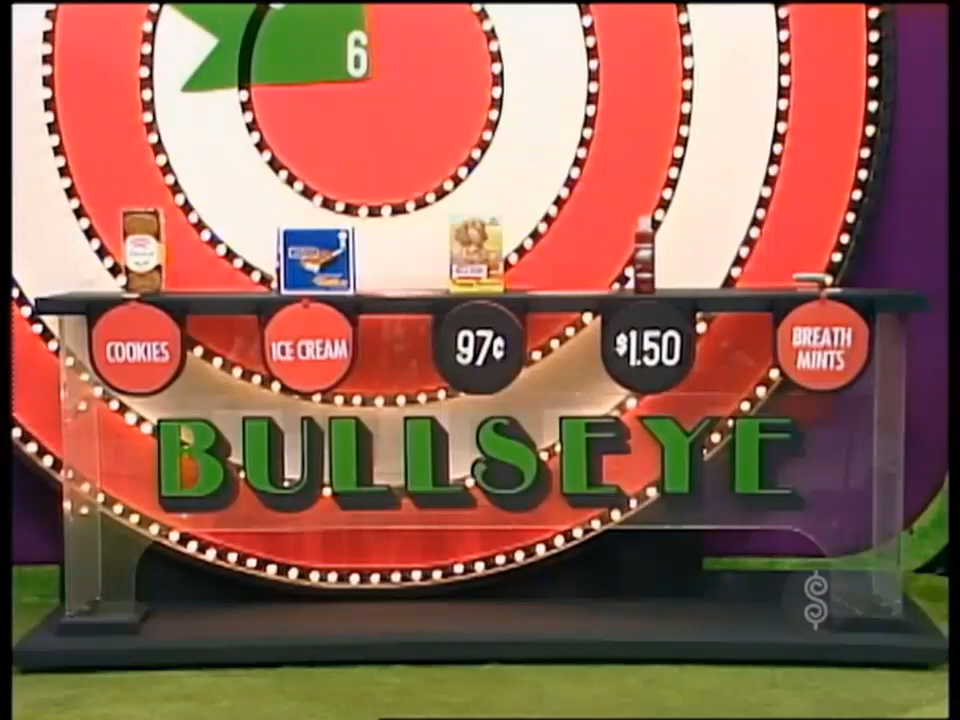 6
COOKIES
ICE CREAM
97¢
$1.50
BREATH
MINTS
BULLSEYE